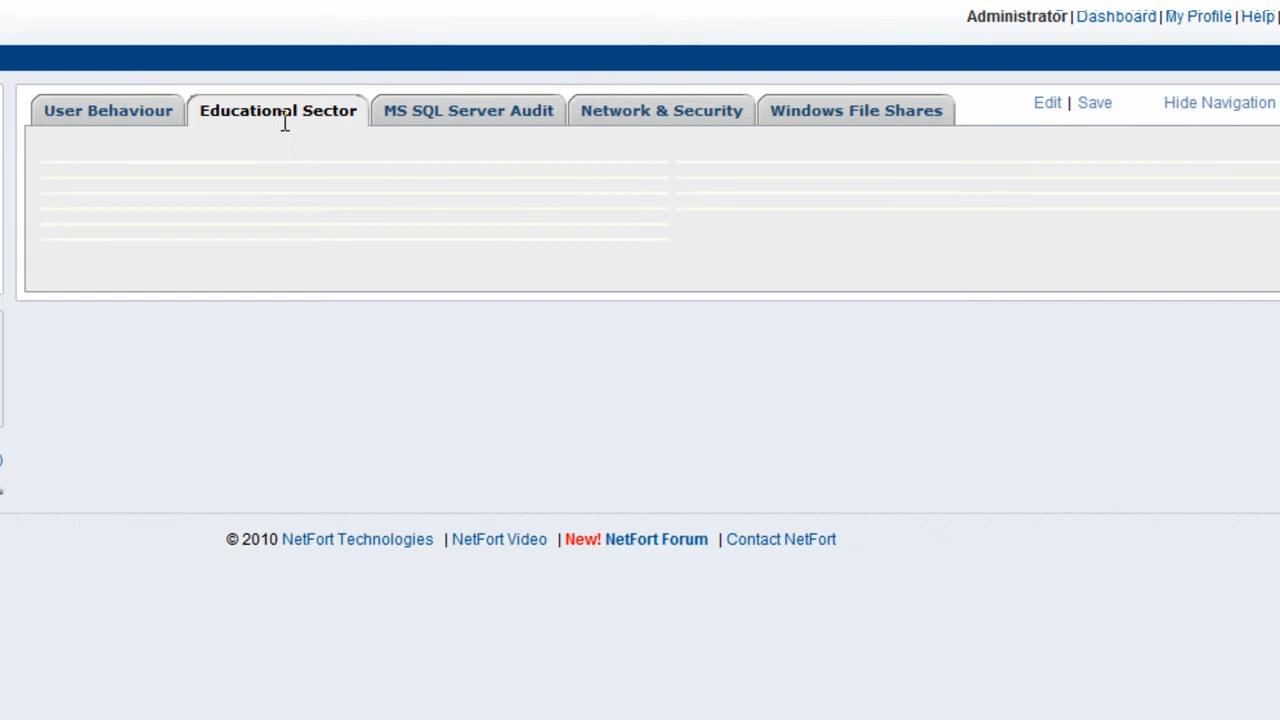 Administrator | Dashboard | My Profile | Help |
User Behaviour Educational Sector MS SQL Server Audit Network & Security Windows File Shares Edit | Save Hide Navigation
© 2010 NetFort Technologies | NetFort Video | New! NetFort Forum | Contact NetFort